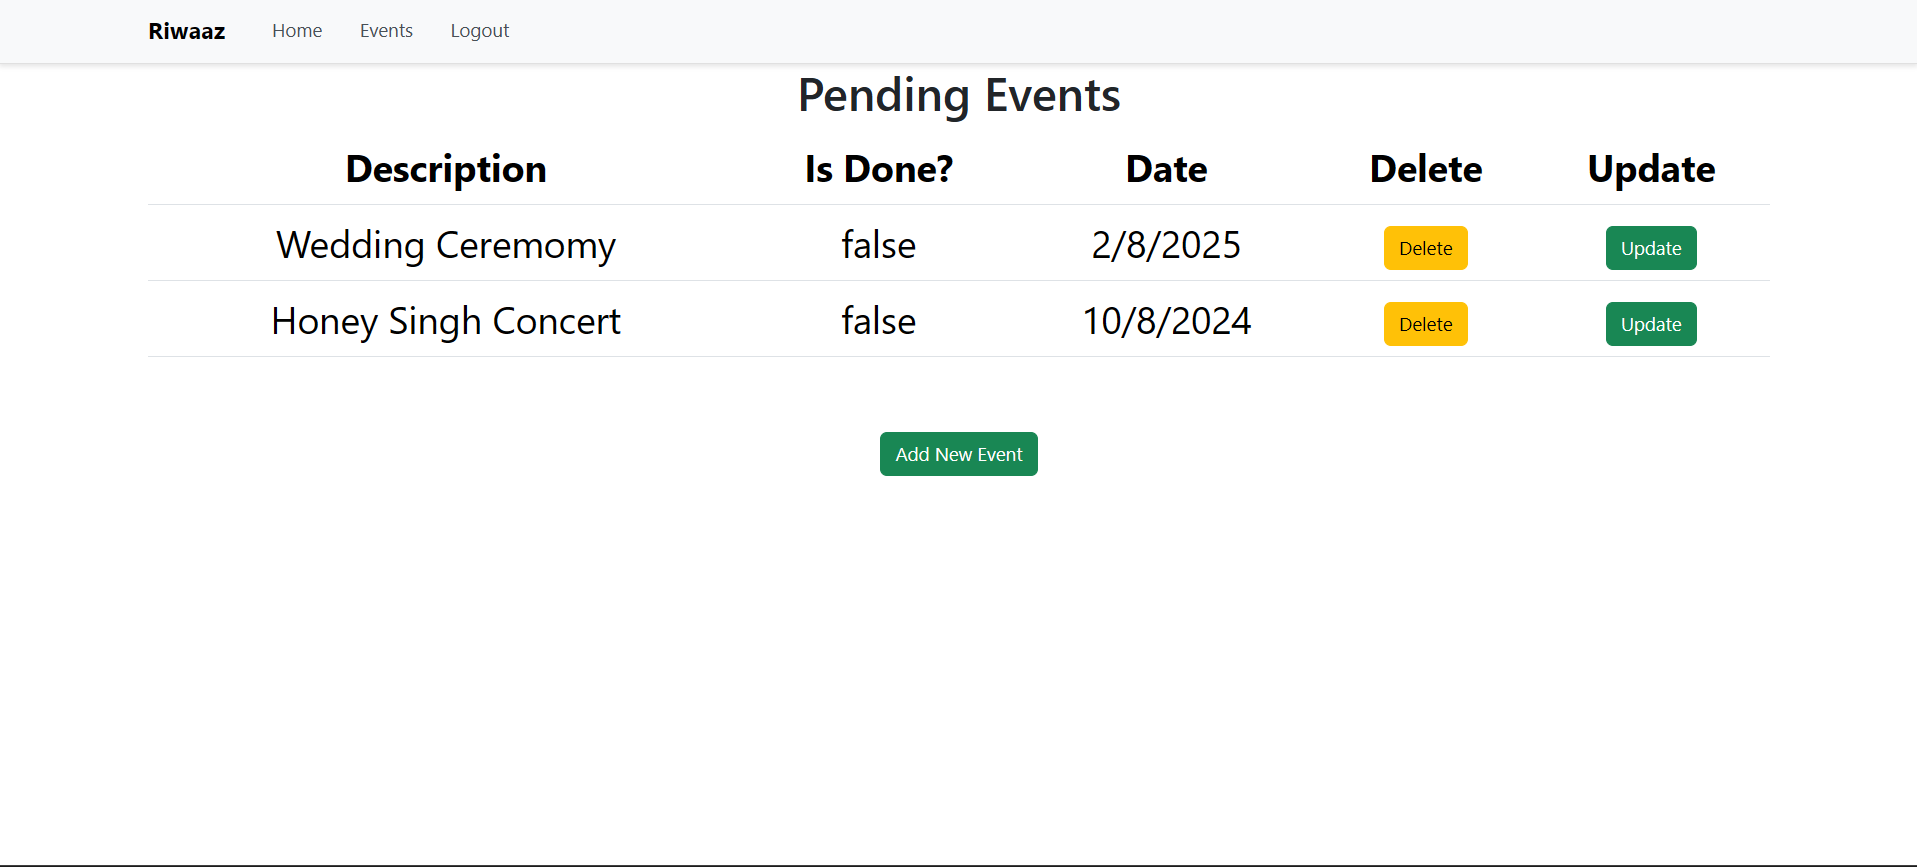 Riwaaz Home Events Logout
Pending Events
Description Is Done? Date Delete Update
Wedding Ceremomy false 2/8/2025 Delete Update
Honey Singh Concert false 10/8/2024 Delete Update
Add New Event